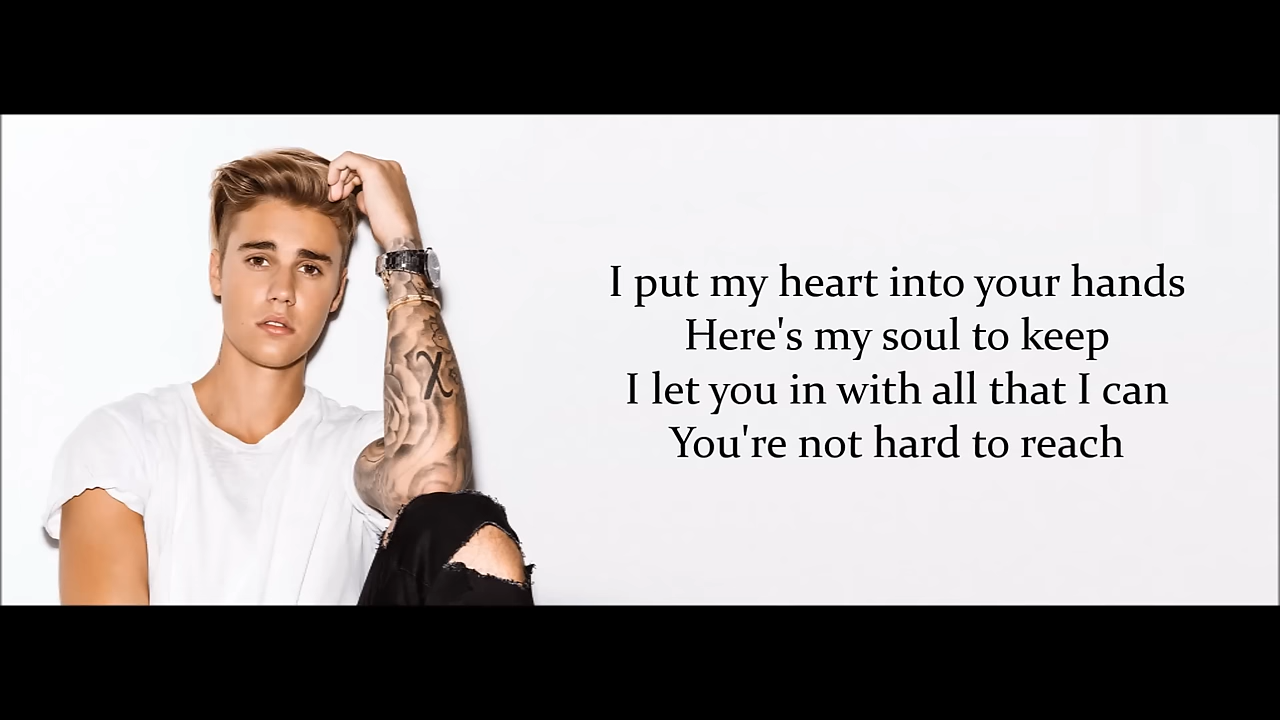 I put my heart into your hands
Here's my soul to keep
I let you in with all that I can
You're not hard to reach